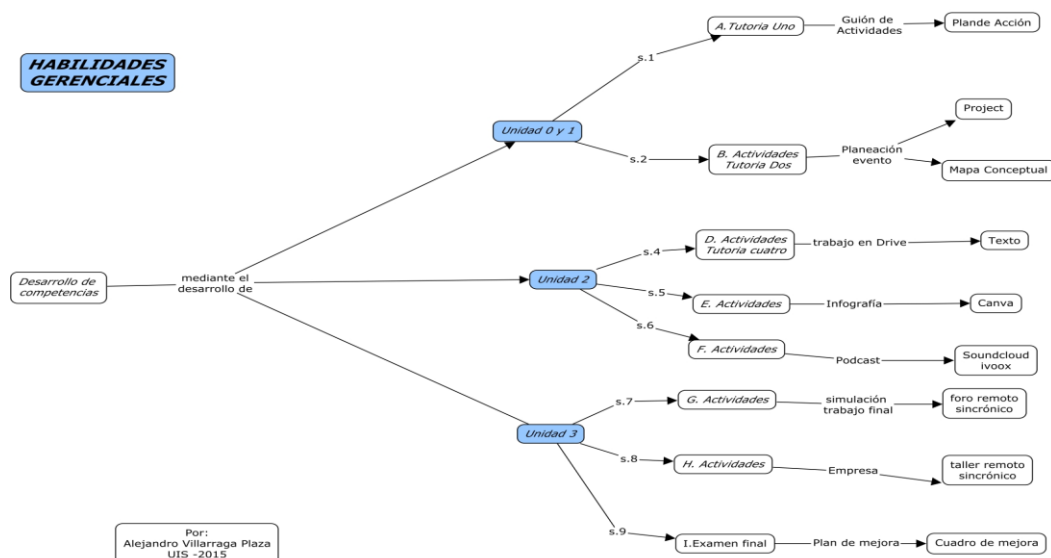 HABILIDADES
GERENCIALES
Desarrollo de
competencias
mediante el
desarrollo de
Unidad 0 y 1
s.1
A.Tutoria Uno
Guión de
Actividades
Plande Acción
s.2
B. Actividades
Tutoria Dos
Planeación
evento
Project
Mapa Conceptual
Unidad 2
s.4
D. Actividades
Tutoria cuatro
trabajo en Drive
Texto
s.5
E. Actividades
Infografía
Canva
s.6
F. Actividades
Podcast
Soundcloud
ivoox
Unidad 3
s.7
G. Actividades
simulación
trabajo final
foro remoto
sincrónico
s.8
H. Actividades
Empresa
taller remoto
sincrónico
s.9
I.Examen final
Plan de mejora
Cuadro de mejora
Por:
Alejandro Villarraga Plaza
UIS -2015